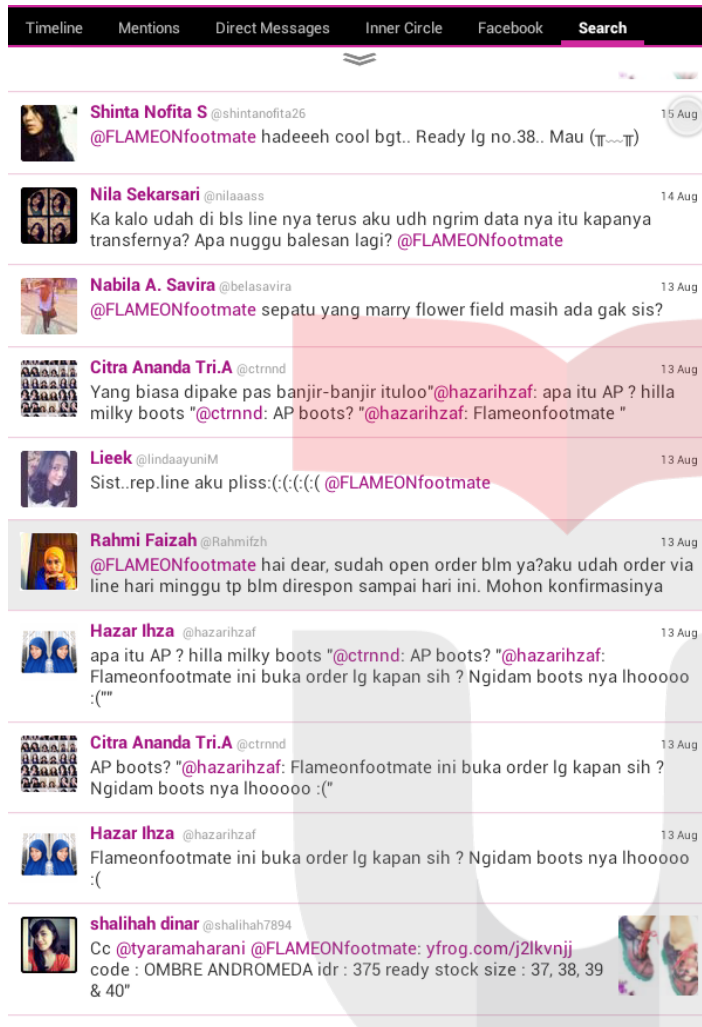 Timeline Mentions Direct Messages Inner Circle Facebook Search
Shinta Nofita S @shintanofita26 15 Aug
@FLAMEONfootmate hadeeeh cool bgt.. Ready lg no.38.. Mau (╥﹏╥)
Nila Sekarsari @nilaaass 14 Aug
Ka kalo udah di bls line nya terus aku udh ngrim data nya itu kapanya
transfernya? Apa nuggu balesan lagi? @FLAMEONfootmate
Nabila A. Savira @belasavira 13 Aug
@FLAMEONfootmate sepatu yang marry flower field masih ada gak sis?
Citra Ananda Tri.A @ctrnnd 13 Aug
Yang biasa dipake pas banjir-banjir ituloo"@hazarihzaf: apa itu AP ? hilla
milky boots "@ctrnnd: AP boots? "@hazarihzaf: Flameonfootmate "
Lieek @lindaayuniM 13 Aug
Sist..rep.line aku pliss:(:(:(:(:( @FLAMEONfootmate
Rahmi Faizah @Rahmifzh 13 Aug
@FLAMEONfootmate hai dear, sudah open order blm ya?aku udah order via
line hari minggu tp blm direspon sampai hari ini. Mohon konfirmasinya
Hazar Ihza @hazarihzaf 13 Aug
apa itu AP ? hilla milky boots "@ctrnnd: AP boots? "@hazarihzaf:
Flameonfootmate ini buka order lg kapan sih ? Ngidam boots nya lhooooo
:(""
Citra Ananda Tri.A @ctrnnd 13 Aug
AP boots? "@hazarihzaf: Flameonfootmate ini buka order lg kapan sih ?
Ngidam boots nya lhooooo :("
Hazar Ihza @hazarihzaf 13 Aug
Flameonfootmate ini buka order lg kapan sih ? Ngidam boots nya lhooooo
:(
shalihah dinar @shalihah7894
Cc @tyaramaharani @FLAMEONfootmate: yfrog.com/j2lkvnjj
code : OMBRE ANDROMEDA idr : 375 ready stock size : 37, 38, 39
& 40"